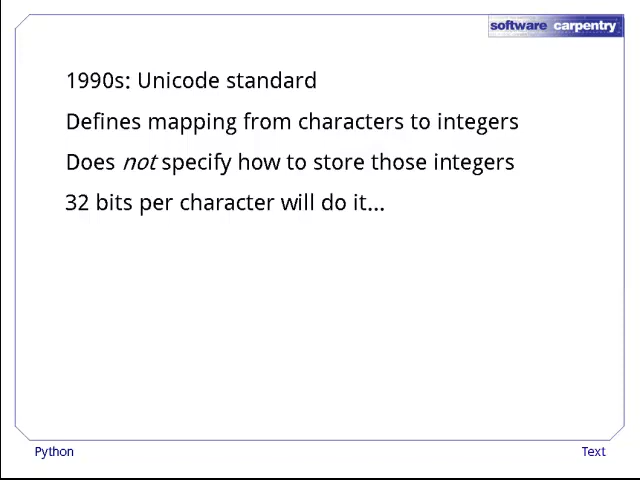 software carpentry
1990s: Unicode standard
Defines mapping from characters to integers
Does not specify how to store those integers
32 bits per character will do it...
Python
Text